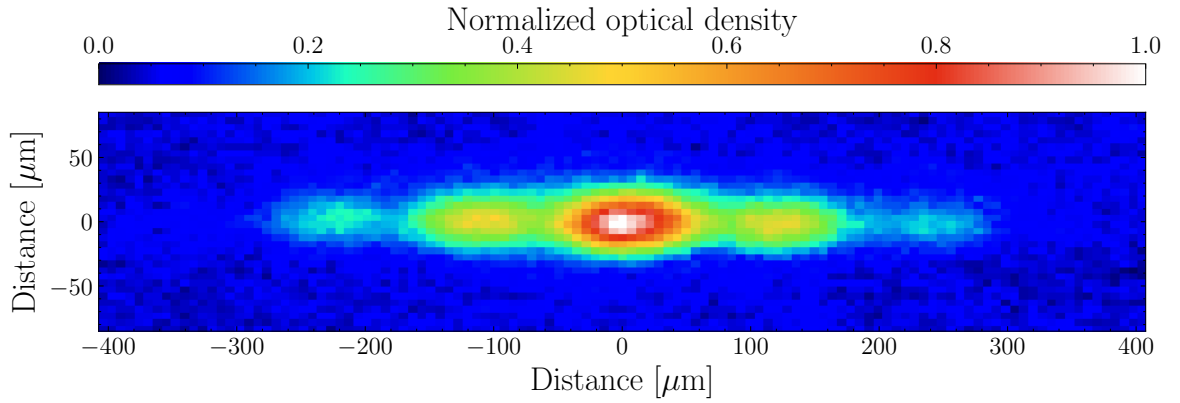 Normalized optical density
0.0 0.2 0.4 0.6 0.8 1.0
Distance [μm]
50
0
−50
−400 −300 −200 −100 0 100 200 300 400
Distance [μm]